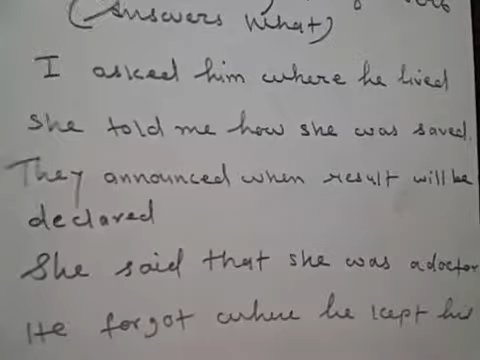 (Answers What)
I asked him where he lived
She told me how she was saved.
They announced when result will be
declared
She said that she was a doctor
He forgot where he kept his